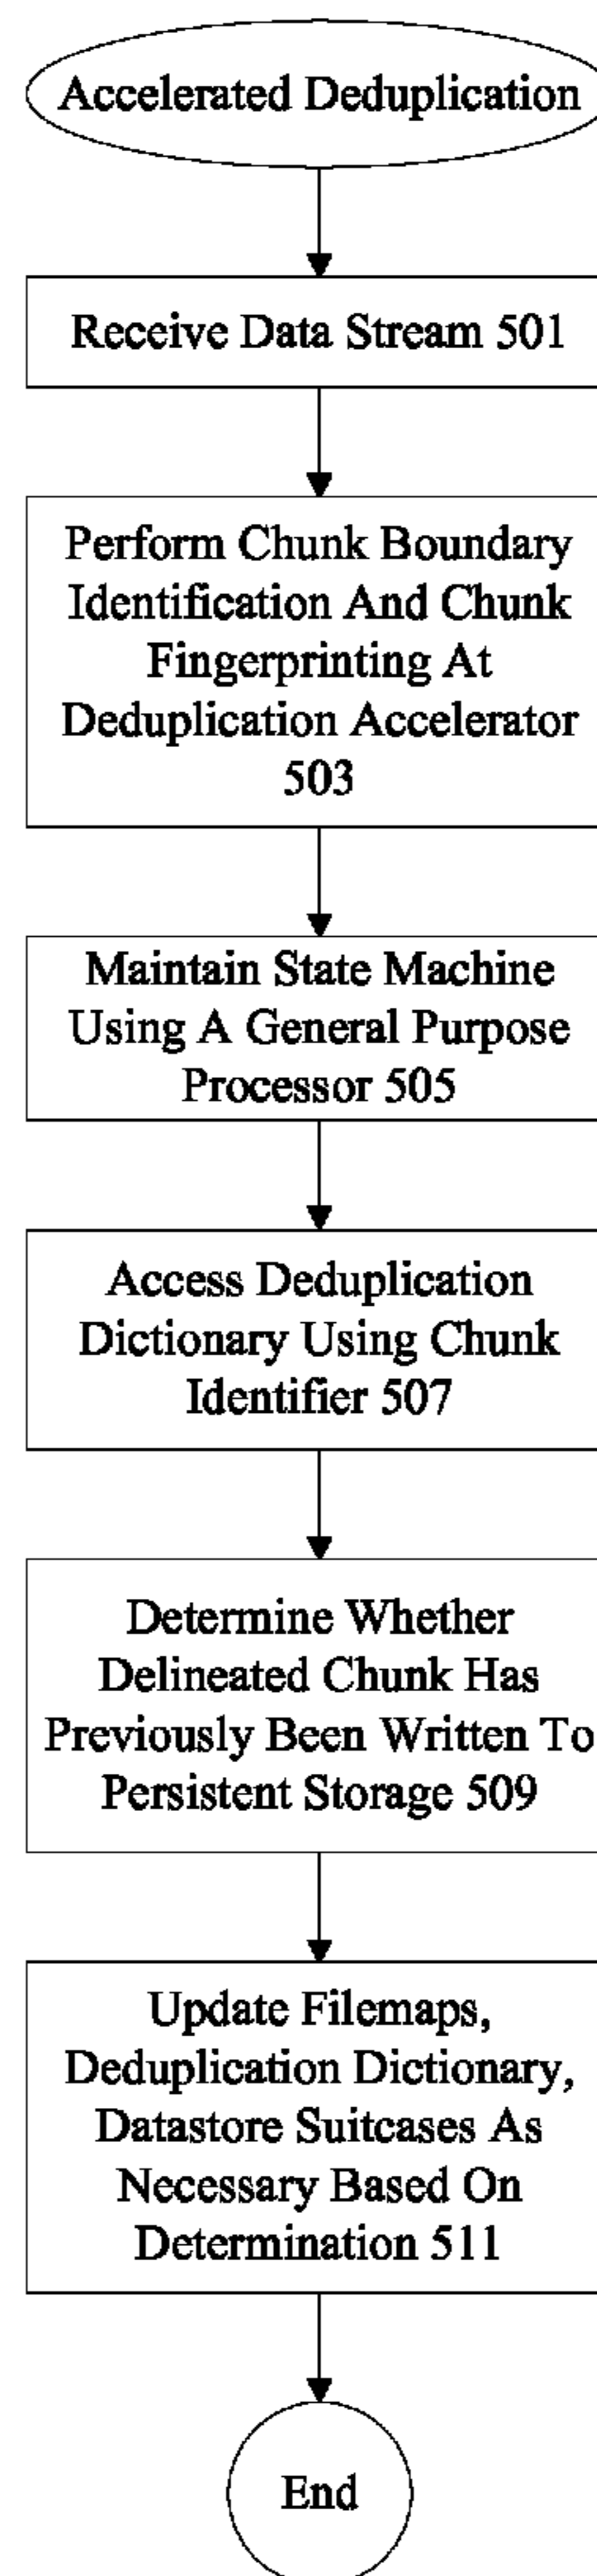 Accelerated Deduplication
Receive Data Stream 501
Perform Chunk Boundary
Identification And Chunk
Fingerprinting At
Deduplication Accelerator
503
Maintain State Machine
Using A General Purpose
Processor 505
Access Deduplication
Dictionary Using Chunk
Identifier 507
Determine Whether
Delineated Chunk Has
Previously Been Written To
Persistent Storage 509
Update Filemaps,
Deduplication Dictionary,
Datastore Suitcases As
Necessary Based On
Determination 511
End